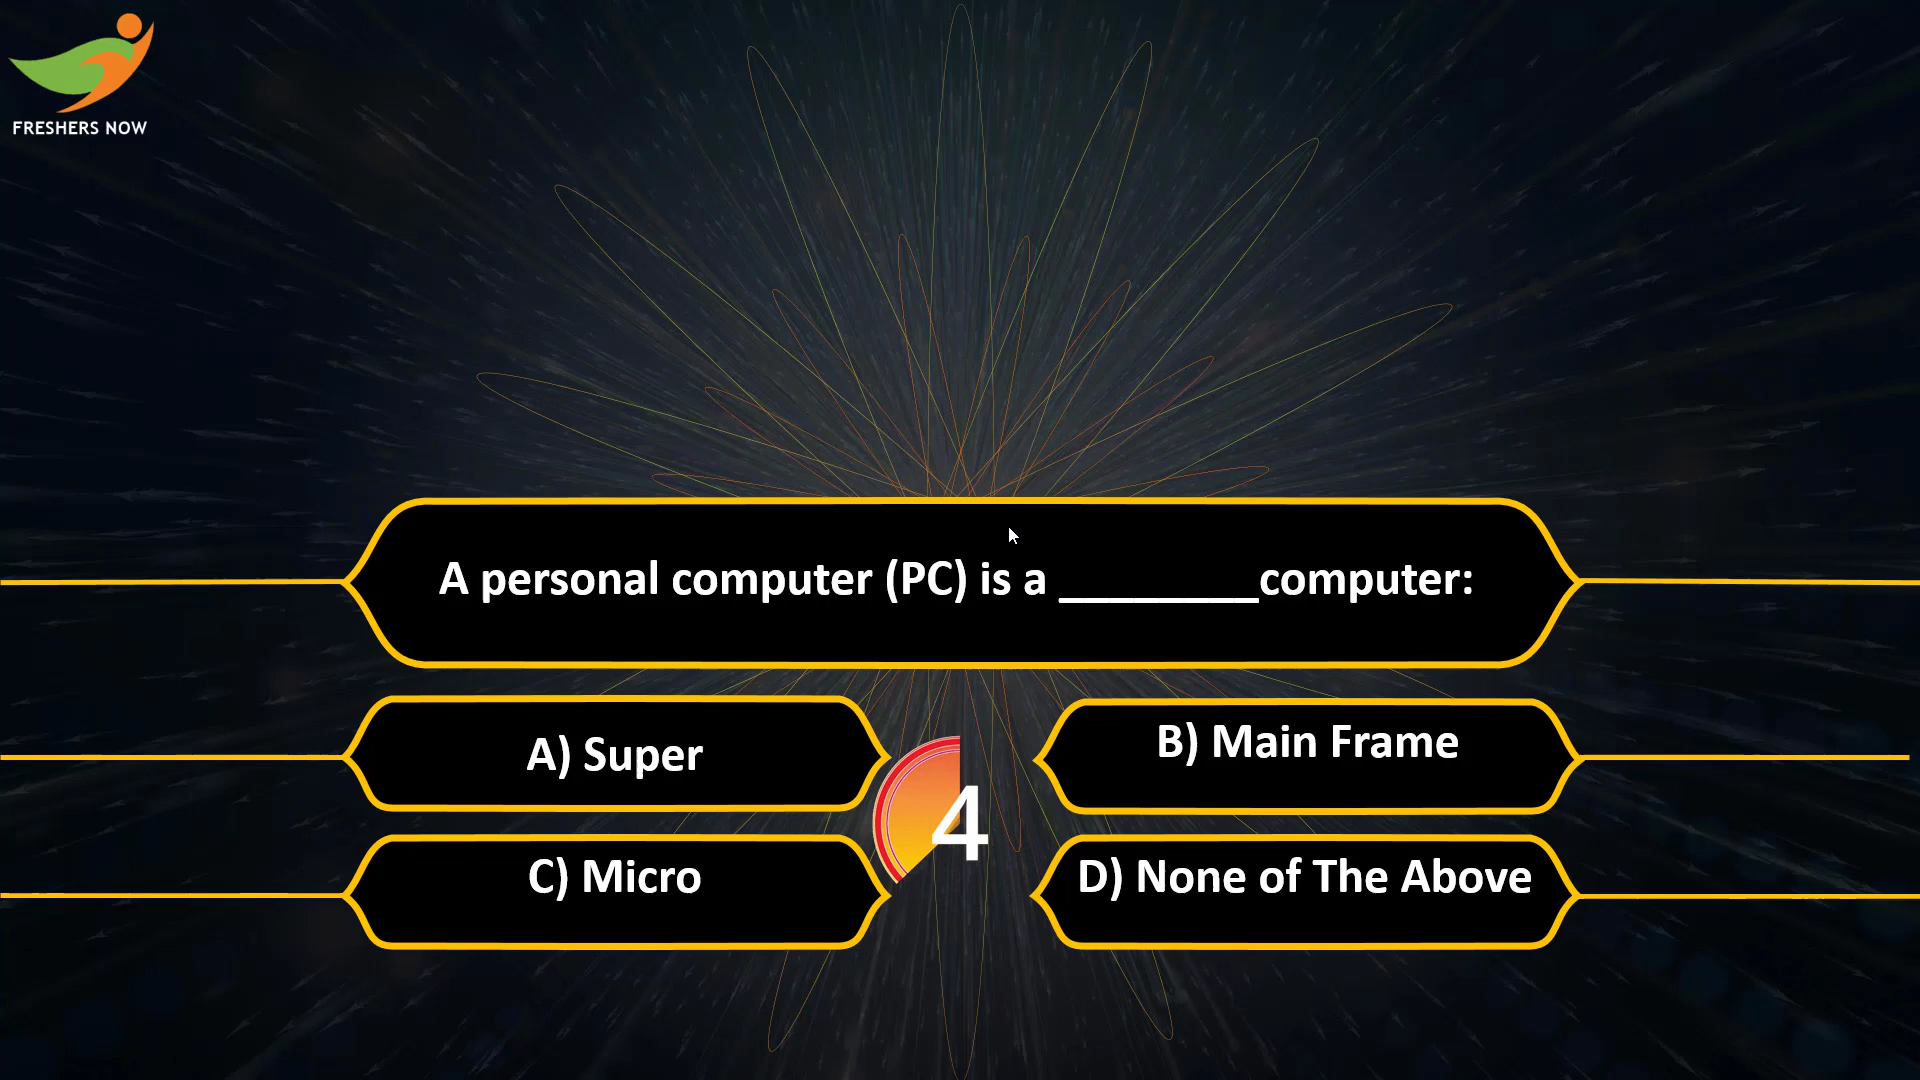 FRESHERS NOW
A personal computer (PC) is a ________computer:
A) Super
B) Main Frame
4
C) Micro
D) None of The Above